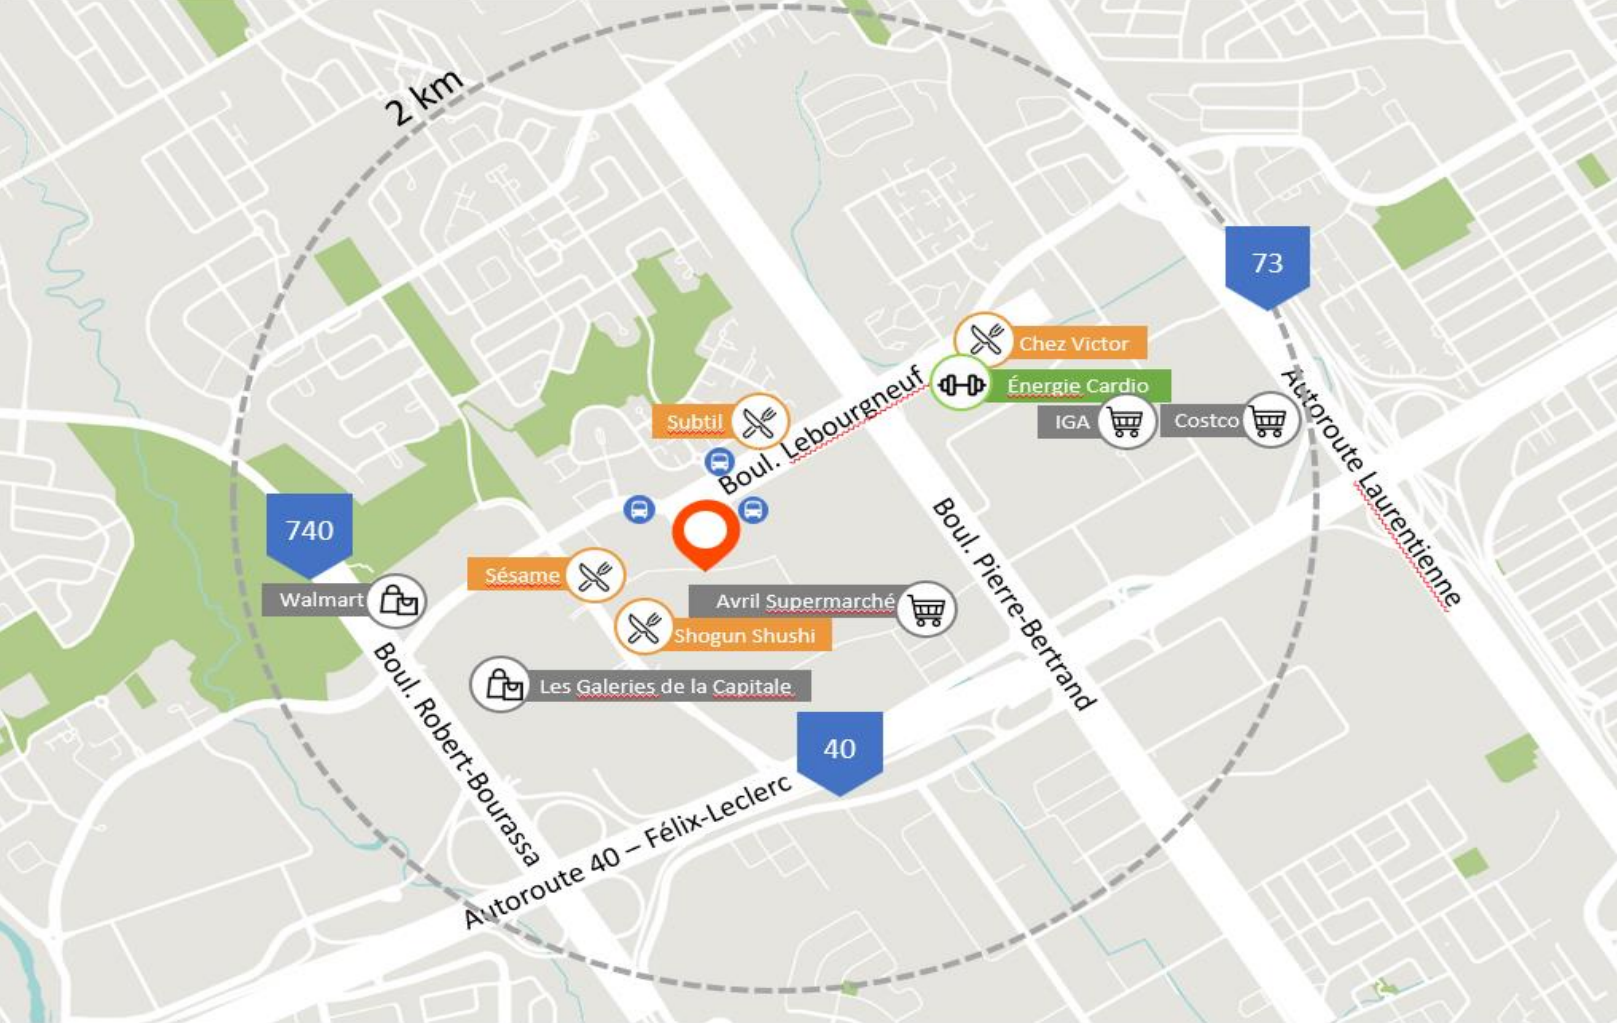 2 km
73
Chez Victor
Énergie Cardio
Subtil
IGA
Costco
Boul. Lebourgneuf
Autoroute Laurentienne
740
Boul. Pierre-Bertrand
Sésame
Walmart
Avril Supermarché
Shogun Shushi
Les Galeries de la Capitale
Boul. Robert-Bourassa
40
Autoroute 40 – Félix-Leclerc